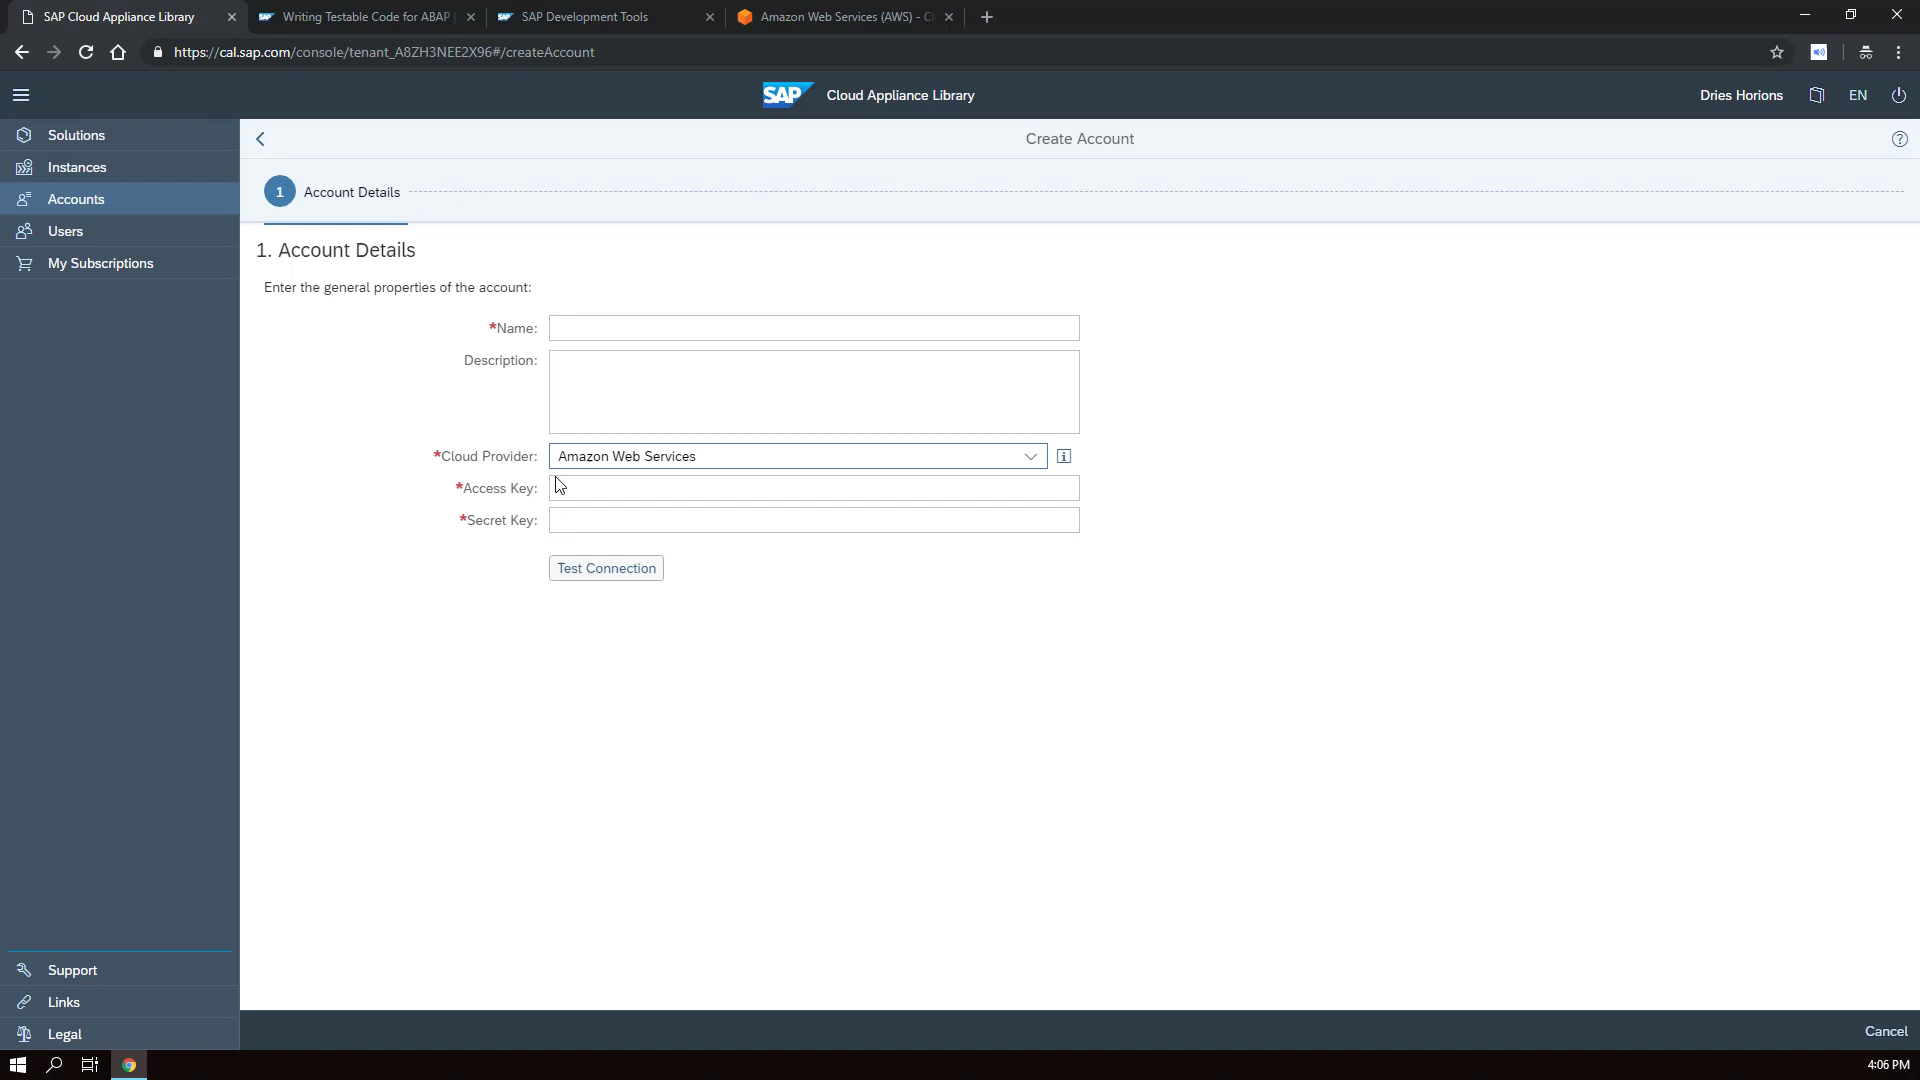 SAP Cloud Appliance Library
Writing Testable Code for ABAP |
SAP Development Tools
Amazon Web Services (AWS) - C
https://cal.sap.com/console/tenant_A8ZH3NEE2X96#/createAccount
SAP Cloud Appliance Library
Dries Horions
EN
Solutions
Instances
Accounts
Users
My Subscriptions
Create Account
1 Account Details
1. Account Details
Enter the general properties of the account:
*Name:
Description:
*Cloud Provider: Amazon Web Services
*Access Key:
*Secret Key:
Test Connection
Support
Links
Legal
Cancel
4:06 PM